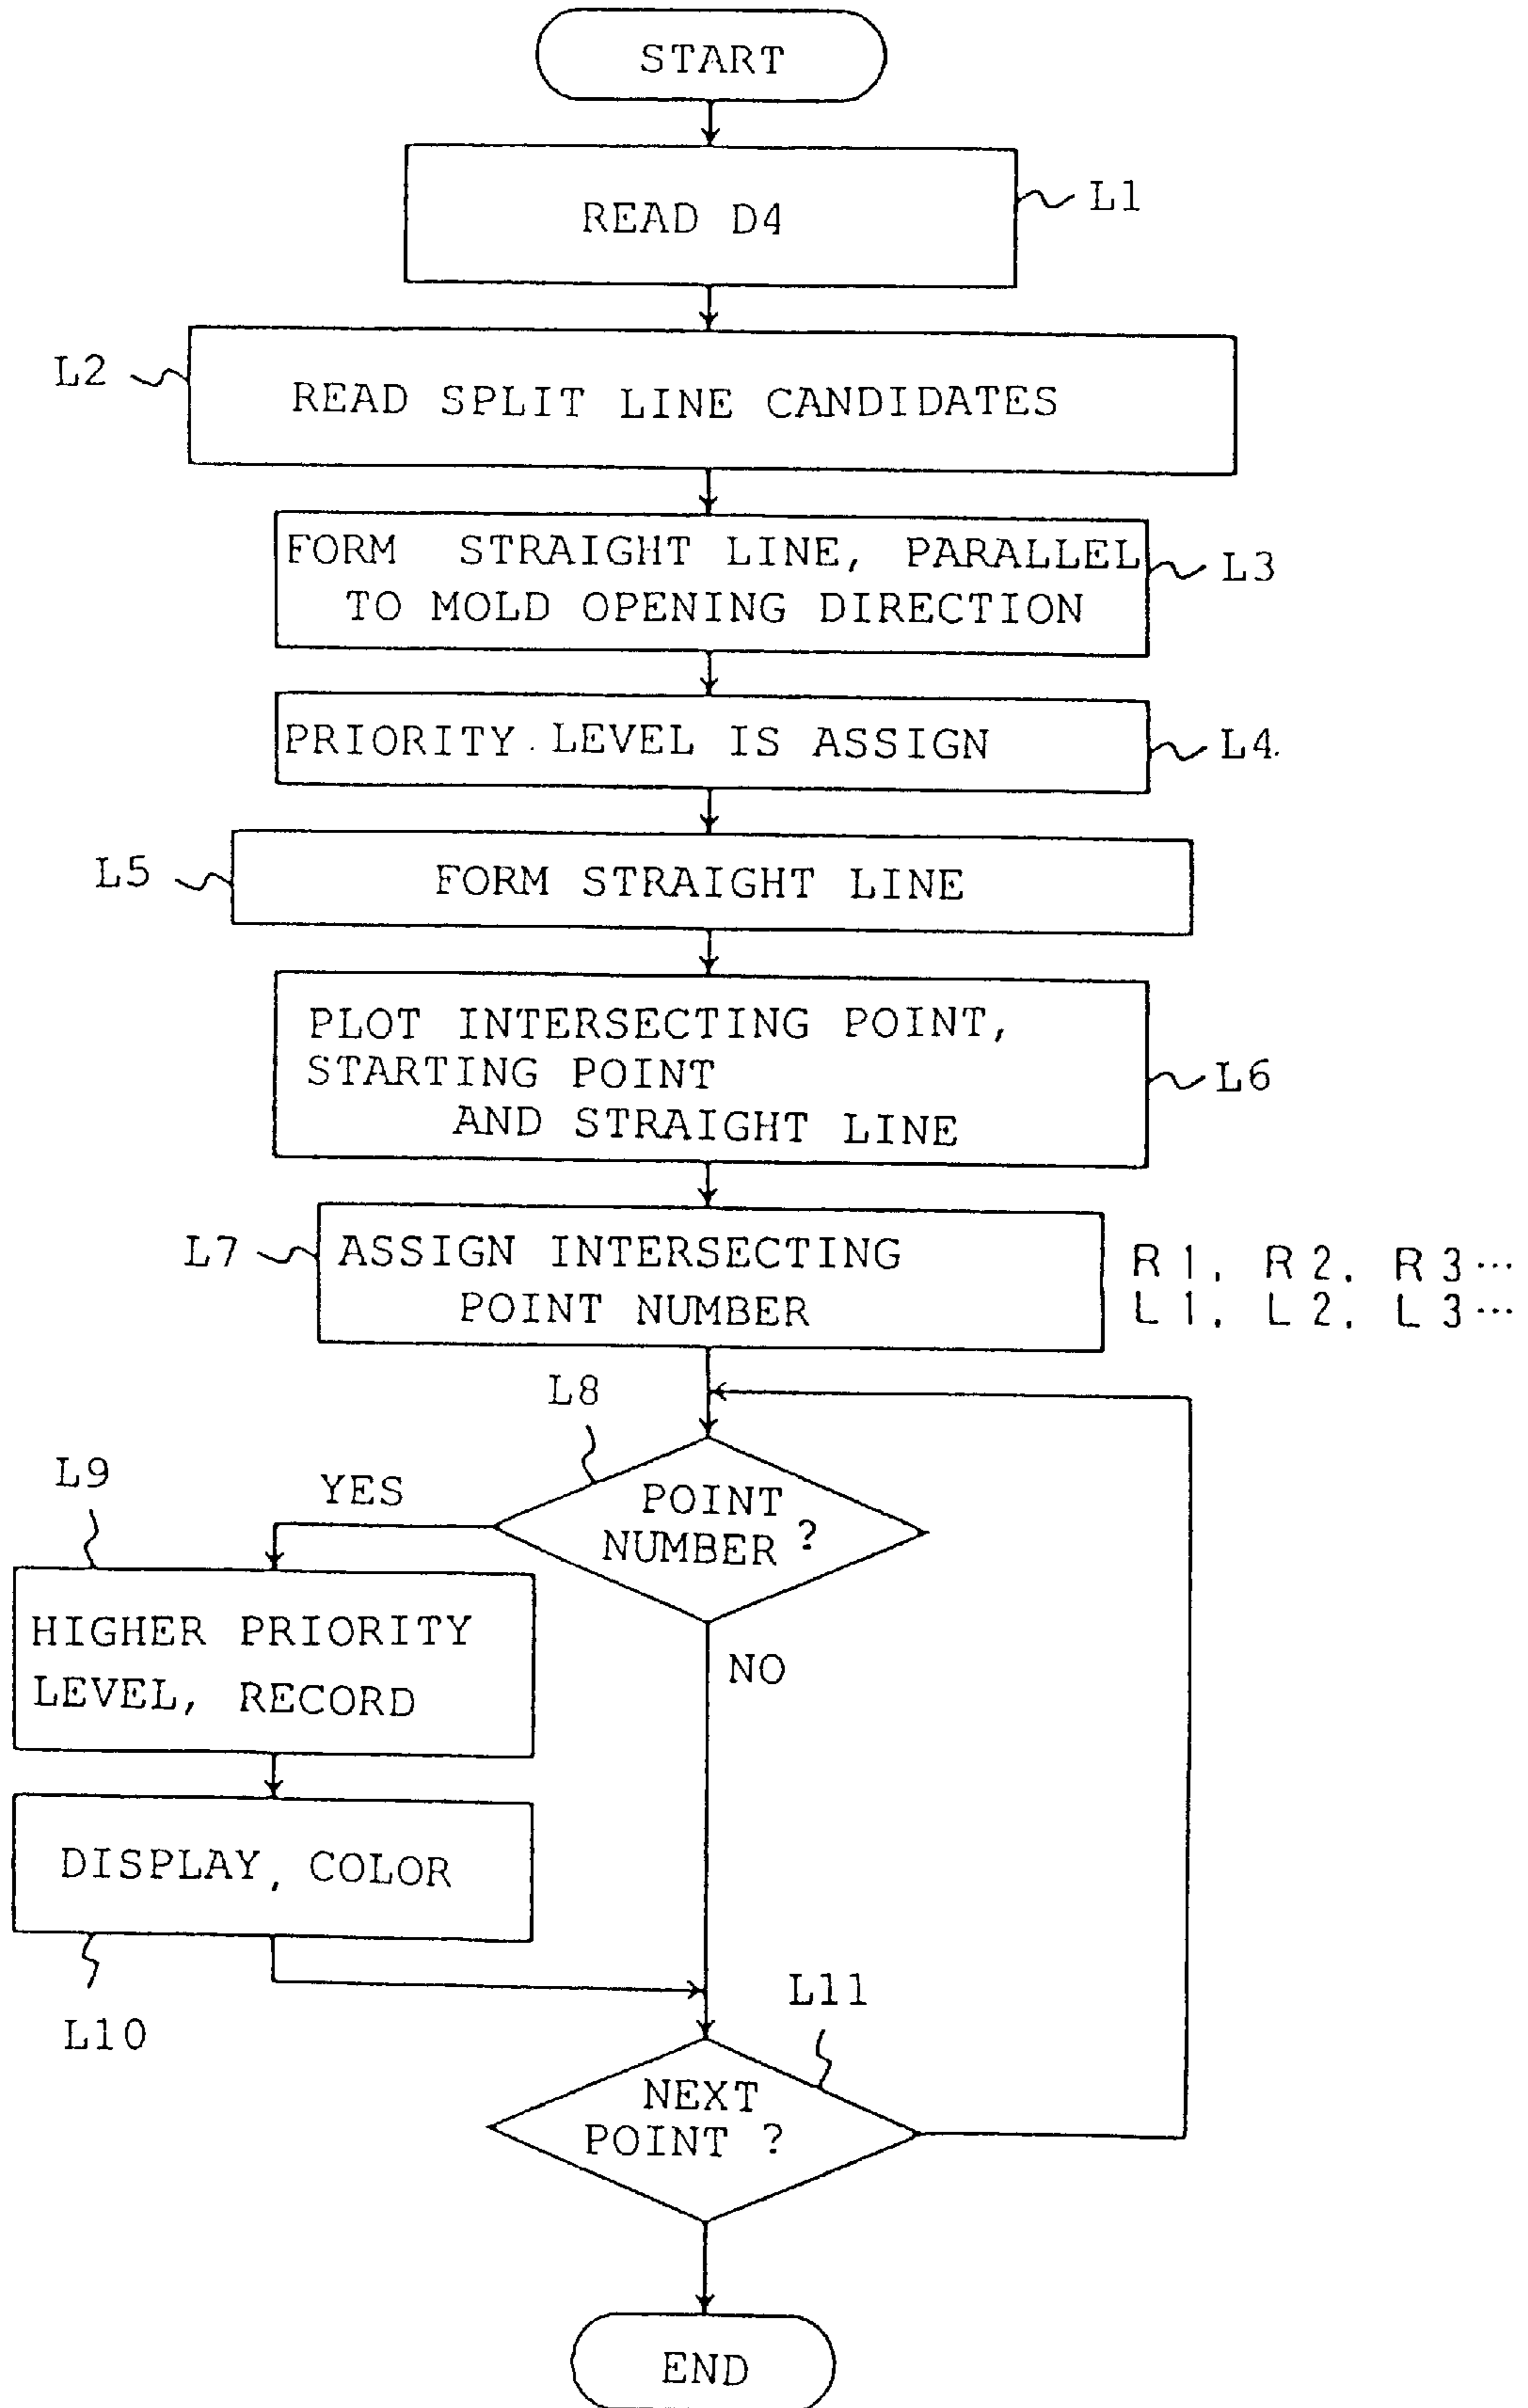 START
READ D4
L1
L2
READ SPLIT LINE CANDIDATES
FORM STRAIGHT LINE, PARALLEL
TO MOLD OPENING DIRECTION
L3
PRIORITY LEVEL IS ASSIGN
L4
L5
FORM STRAIGHT LINE
PLOT INTERSECTING POINT,
STARTING POINT
AND STRAIGHT LINE
L6
L7
ASSIGN INTERSECTING
POINT NUMBER
R1, R2, R3...
L1, L2, L3...
L8
POINT
NUMBER ?
YES
L9
HIGHER PRIORITY
LEVEL, RECORD
NO
DISPLAY, COLOR
L10
L11
NEXT
POINT ?
END